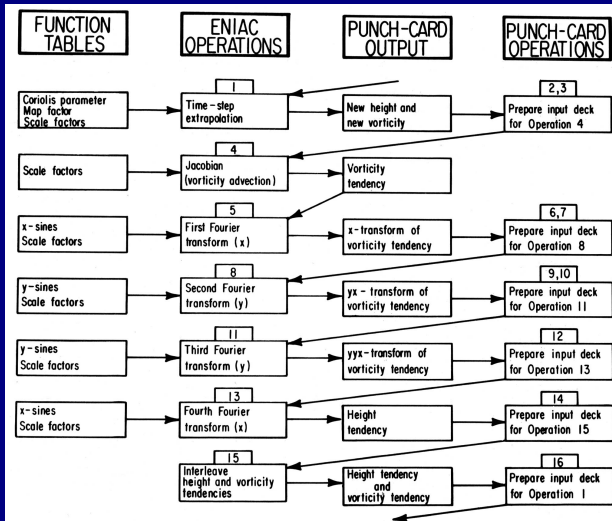 FUNCTION TABLES
ENIAC OPERATIONS
PUNCH-CARD OUTPUT
PUNCH-CARD OPERATIONS
1
2,3
Coriolis parameter
Map factor
Scale factors
Time-step
extrapolation
New height and
new vorticity
Prepare input deck
for Operation 4
4
Scale factors
Jacobian
(vorticity advection)
Vorticity
tendency
5
6,7
x-sines
Scale factors
First Fourier
transform (x)
x-transform of
vorticity tendency
Prepare input deck
for Operation 8
8
9,10
y-sines
Scale factors
Second Fourier
transform (y)
yx-transform of
vorticity tendency
Prepare input deck
for Operation 11
11
12
y-sines
Scale factors
Third Fourier
transform (y)
yyx-transform of
vorticity tendency
Prepare input deck
for Operation 13
13
14
x-sines
Scale factors
Fourth Fourier
transform (x)
Height
tendency
Prepare input deck
for Operation 15
15
16
Interleave
height and vorticity
tendencies
Height tendency
and
vorticity tendency
Prepare input deck
for Operation 1